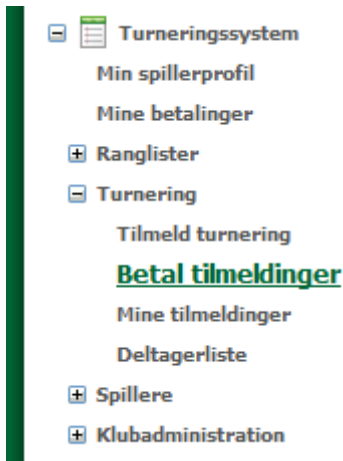 Turneringssystem
Min spillerprofil
Mine betalinger
Ranglister
Turnering
Tilmeld turnering
Betal tilmeldinger
Mine tilmeldinger
Deltagerliste
Spillere
Klubadministration